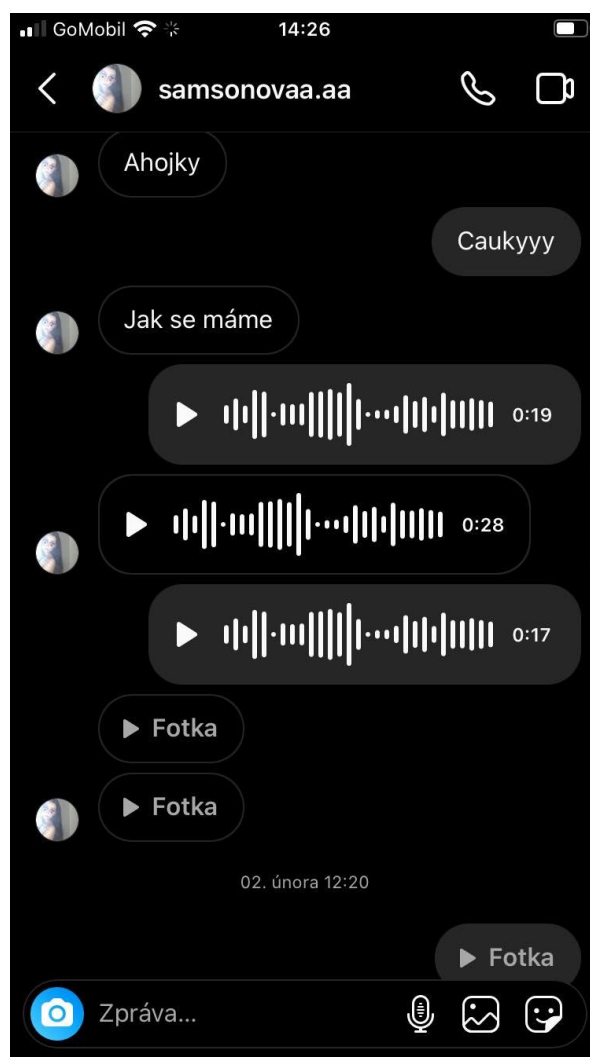 GoMobil 14:26
samsonovaa.aa
Ahojky
Caukyyy
Jak se máme
0:19
0:28
0:17
Fotka
Fotka
02. února 12:20
Fotka
Zpráva...